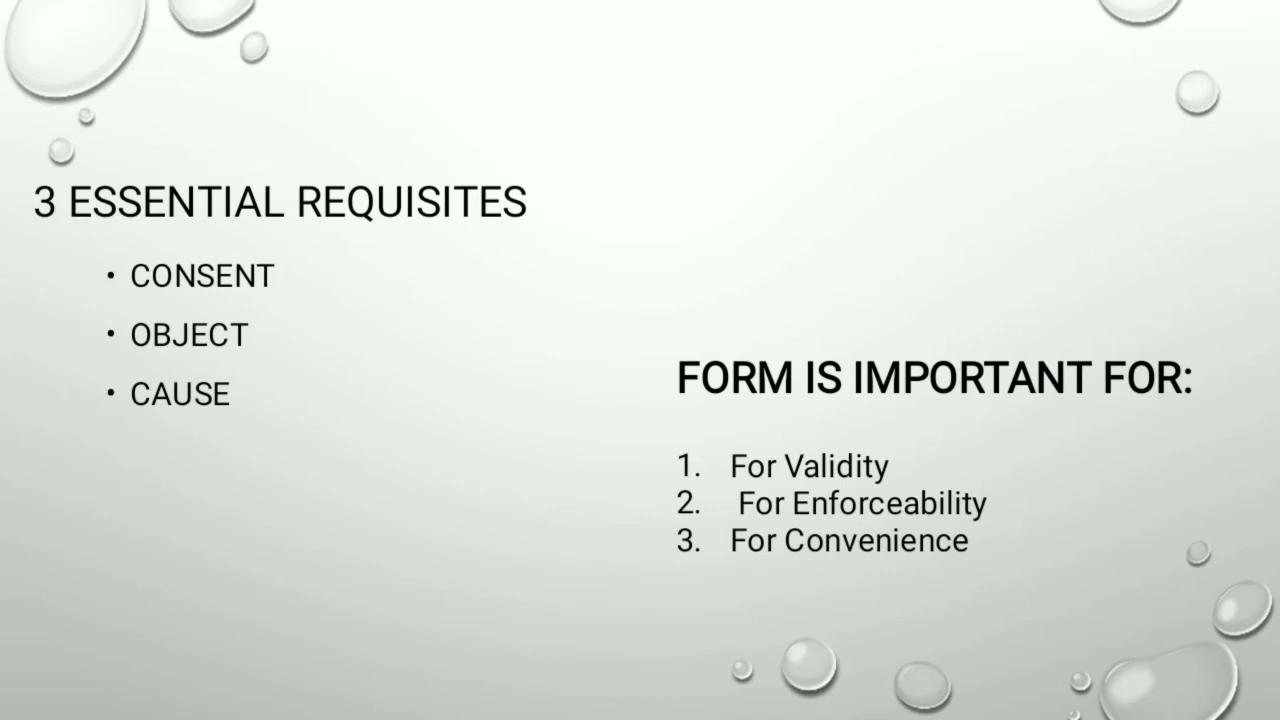 3 ESSENTIAL REQUISITES
• CONSENT
• OBJECT
• CAUSE
FORM IS IMPORTANT FOR:
1. For Validity
2. For Enforceability
3. For Convenience